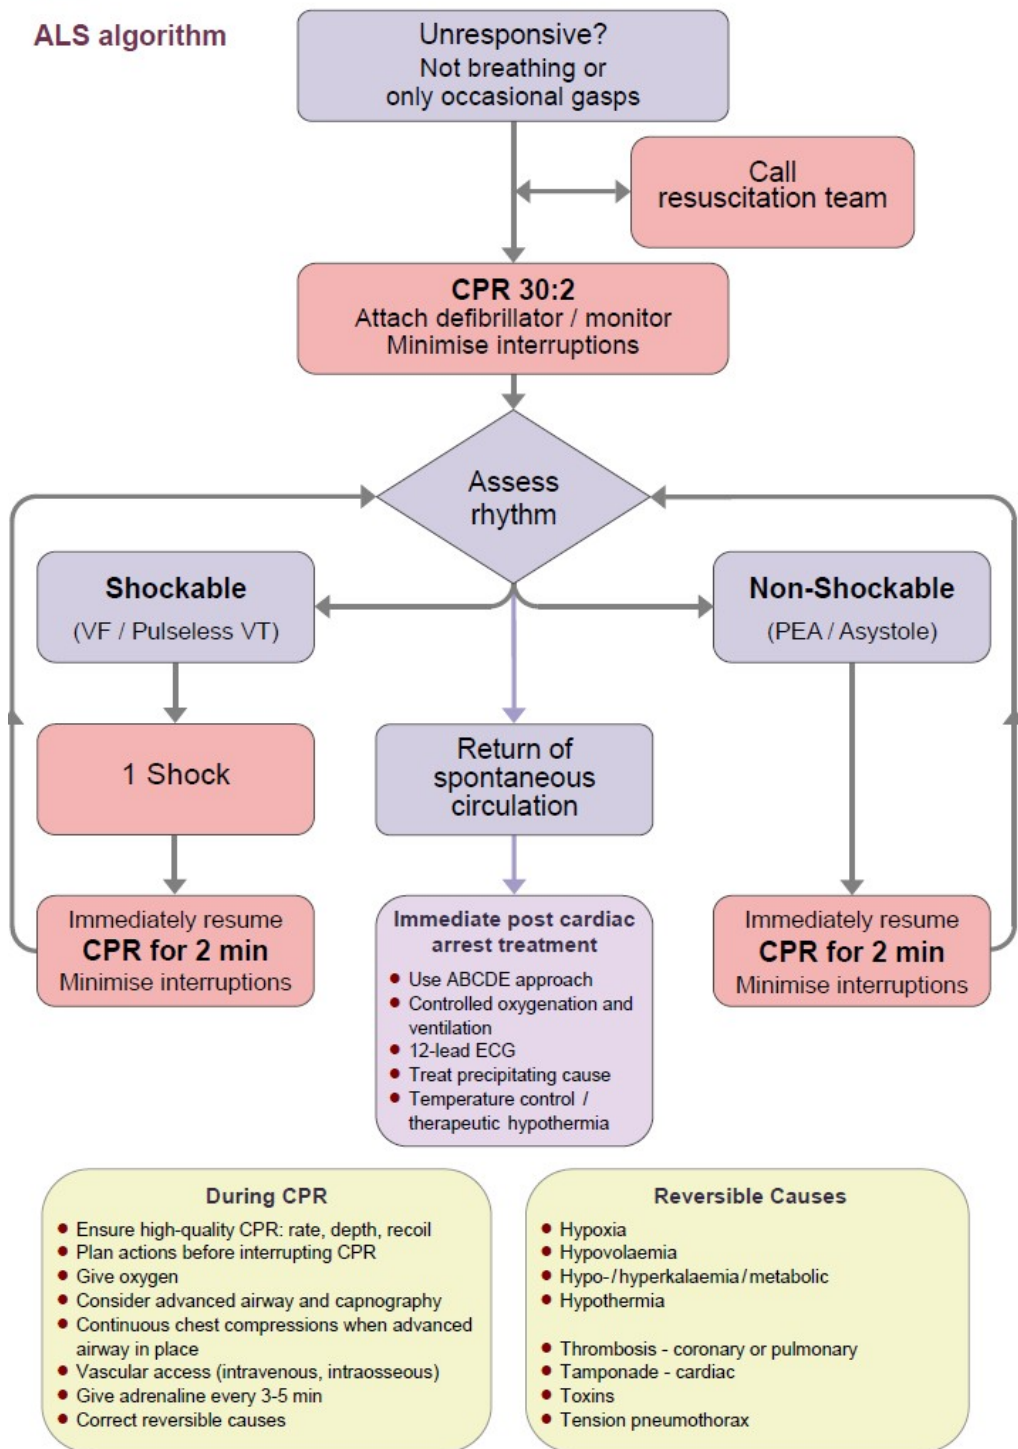 ALS algorithm
Unresponsive?
Not breathing or
only occasional gasps
Call
resuscitation team
CPR 30:2
Attach defibrillator / monitor
Minimise interruptions
Assess
rhythm
Shockable
(VF / Pulseless VT)
Non-Shockable
(PEA / Asystole)
1 Shock
Return of
spontaneous
circulation
Immediately resume
CPR for 2 min
Minimise interruptions
Immediate post cardiac
arrest treatment
● Use ABCDE approach
● Controlled oxygenation and
ventilation
● 12-lead ECG
● Treat precipitating cause
● Temperature control /
therapeutic hypothermia
Immediately resume
CPR for 2 min
Minimise interruptions
During CPR
● Ensure high-quality CPR: rate, depth, recoil
● Plan actions before interrupting CPR
● Give oxygen
● Consider advanced airway and capnography
● Continuous chest compressions when advanced
airway in place
● Vascular access (intravenous, intraosseous)
● Give adrenaline every 3-5 min
● Correct reversible causes
Reversible Causes
● Hypoxia
● Hypovolaemia
● Hypo-/hyperkalaemia/metabolic
● Hypothermia
● Thrombosis - coronary or pulmonary
● Tamponade - cardiac
● Toxins
● Tension pneumothorax